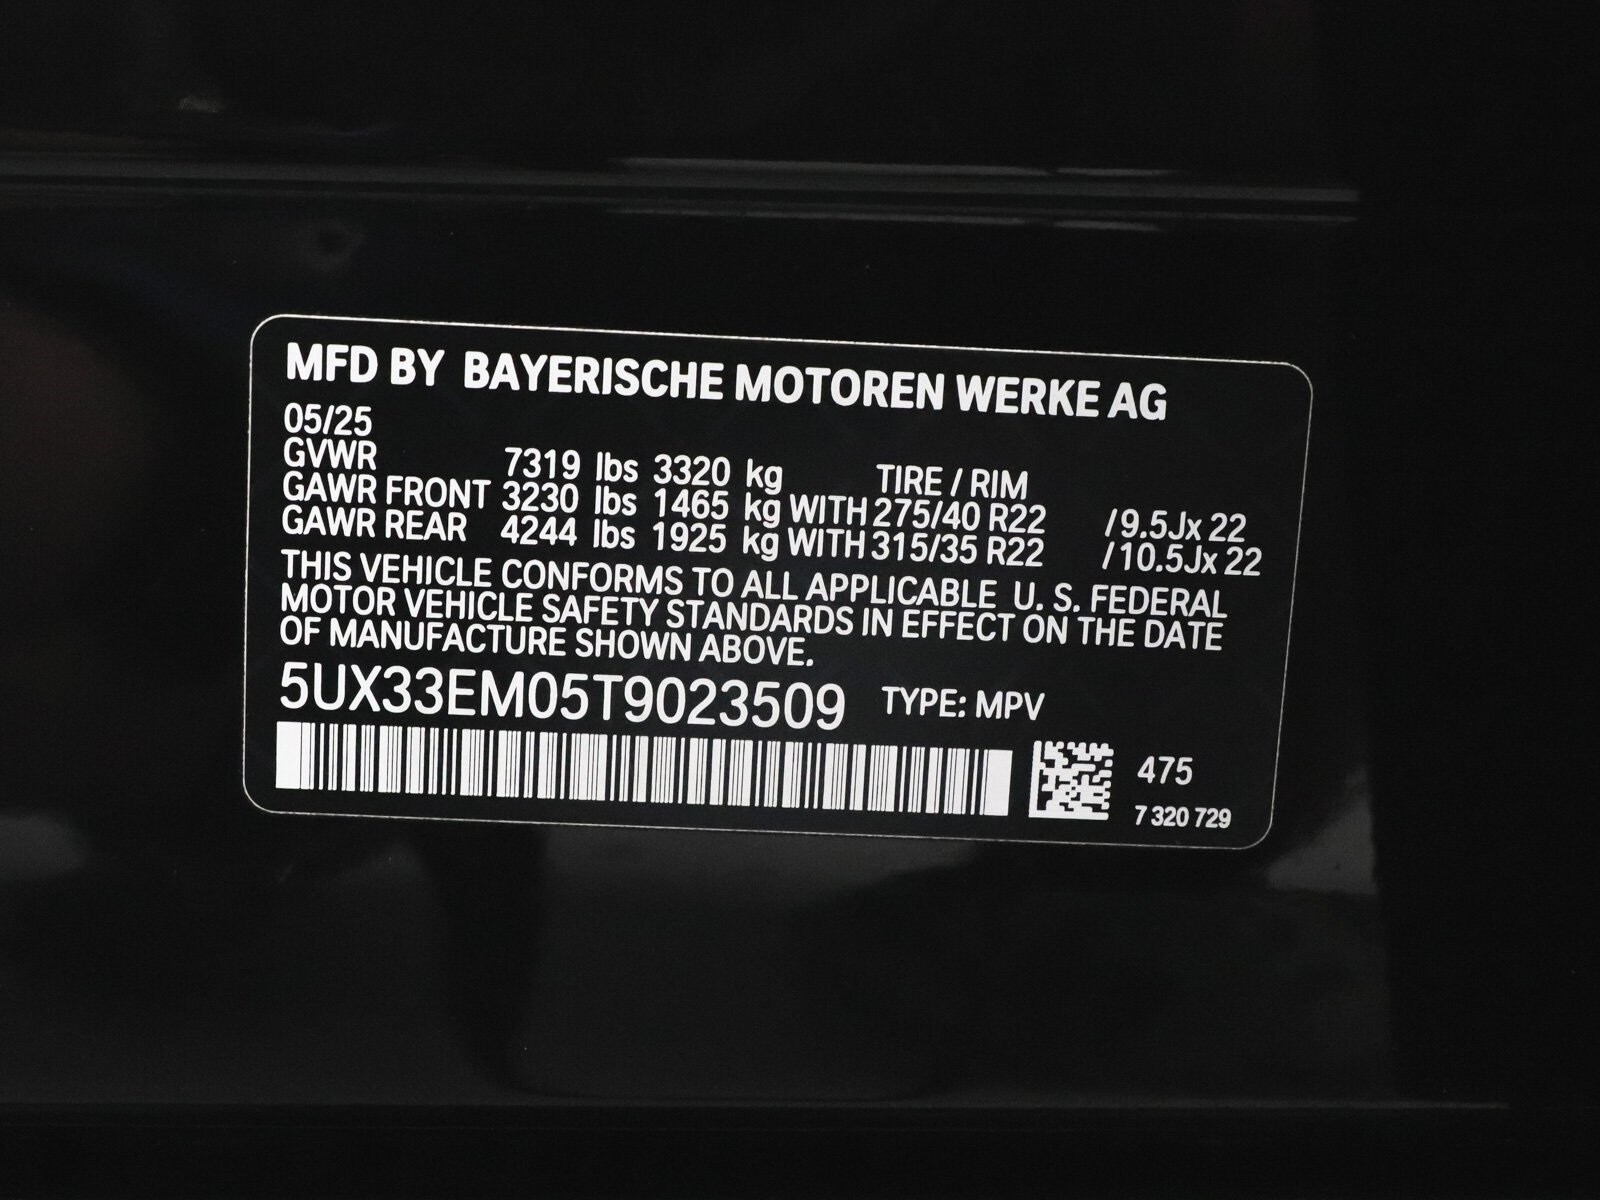 MFD BY BAYERISCHE MOTOREN WERKE AG
05/25
GVWR 7319 lbs 3320 kg TIRE / RIM
GAWR FRONT 3230 lbs 1465 kg WITH 275/40 R22 /9.5Jx 22
GAWR REAR 4244 lbs 1925 kg WITH 315/35 R22 /10.5Jx 22
THIS VEHICLE CONFORMS TO ALL APPLICABLE U. S. FEDERAL
MOTOR VEHICLE SAFETY STANDARDS IN EFFECT ON THE DATE
OF MANUFACTURE SHOWN ABOVE.
5UX33EM05T9023509 TYPE: MPV
475
7 320 729